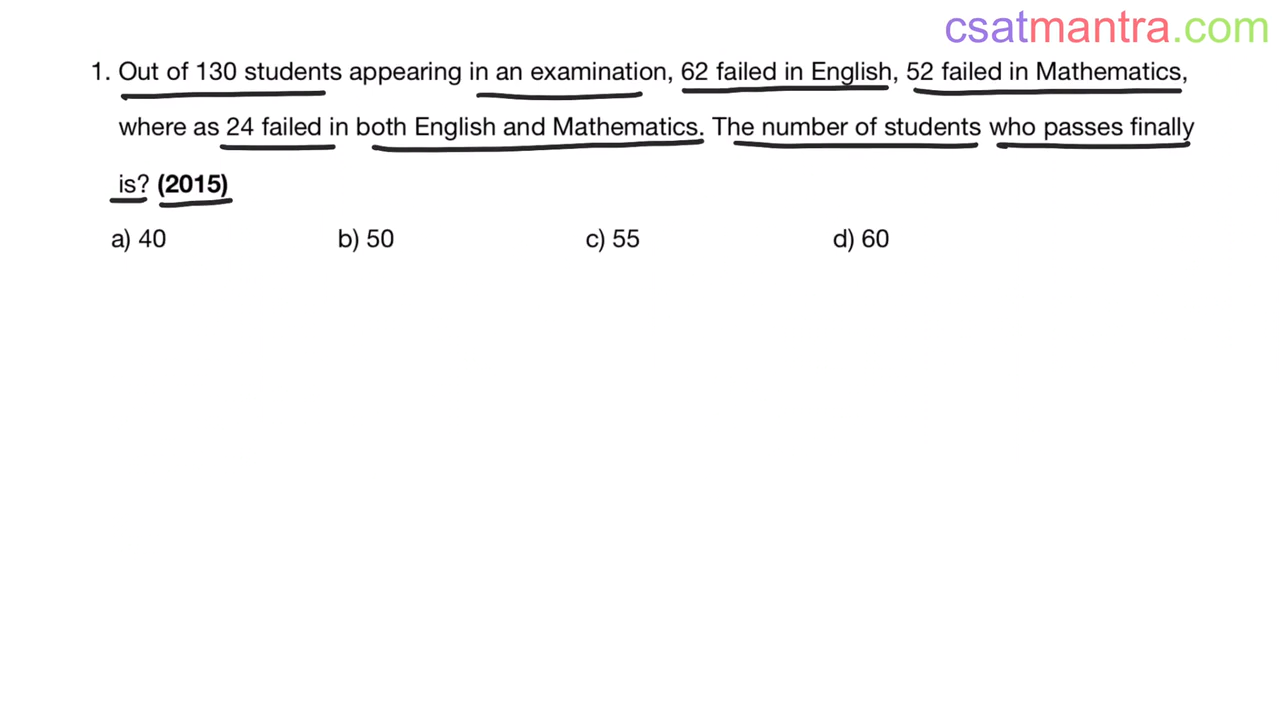 csatmantra.com
1. Out of 130 students appearing in an examination, 62 failed in English, 52 failed in Mathematics,
where as 24 failed in both English and Mathematics. The number of students who passes finally
is? (2015)
a) 40 b) 50 c) 55 d) 60